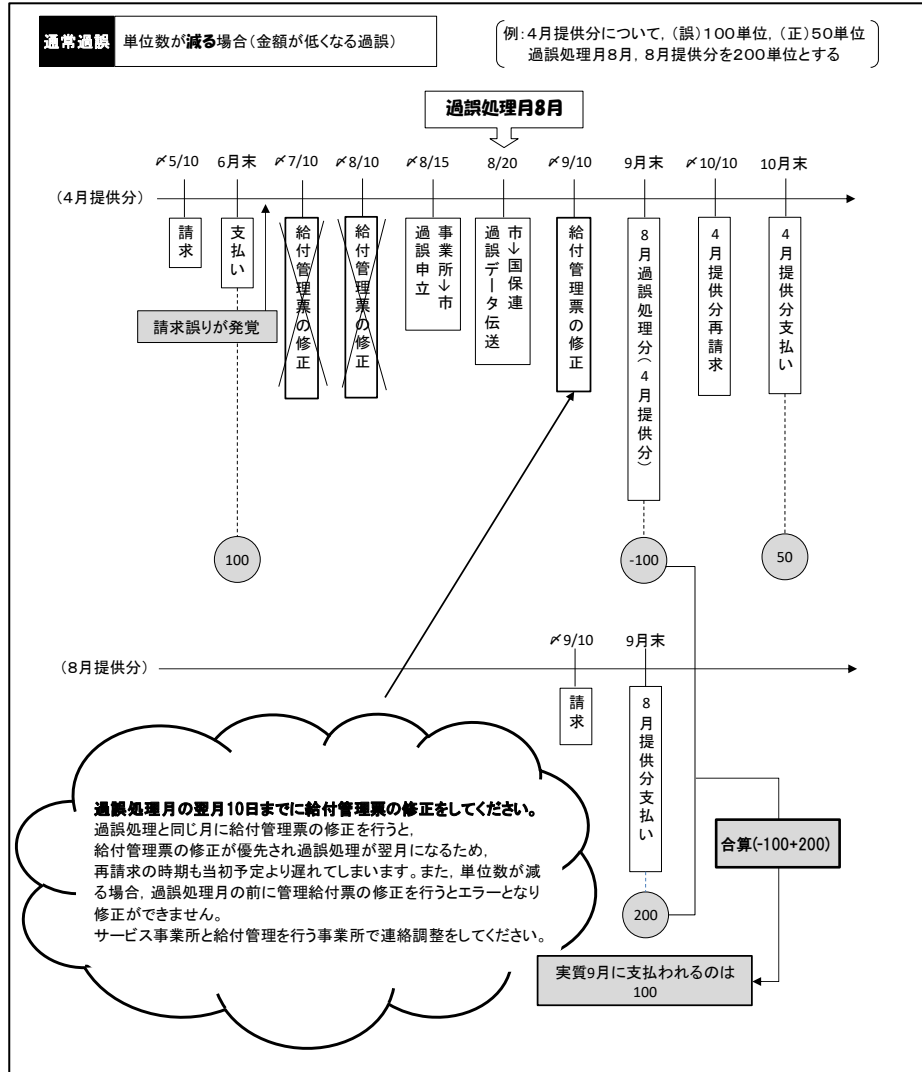 通常過誤 単位数が減る場合(金額が低くなる過誤)
例:4月提供分について,(誤)100単位,(正)50単位
過誤処理月8月,8月提供分を200単位とする
過誤処理月8月
〆5/10 6月末 〆7/10 〆8/10 〆8/15 8/20 〆9/10 9月末 〆10/10 10月末
(4月提供分)
請求
支払い
給付管理票の修正
給付管理票の修正
事業所→市
過誤申立
市→国保連
過誤データ伝送
給付管理票の修正
8月過誤処理分(4月提供分)
4月提供分再請求
4月提供分支払い
請求誤りが発覚
100
-100
50
〆9/10 9月末
(8月提供分)
請求
8月提供分支払い
過誤処理月の翌月10日までに給付管理票の修正をしてください。
過誤処理と同じ月に給付管理票の修正を行うと,
給付管理票の修正が優先され過誤処理が翌月になるため,
再請求の時期も当初予定より遅れてしまいます。また,単位数が減
る場合,過誤処理月の前に管理給付票の修正を行うとエラーとなり
修正ができません。
サービス事業所と給付管理を行う事業所で連絡調整をしてください。
合算(-100+200)
200
実質9月に支払われるのは
100